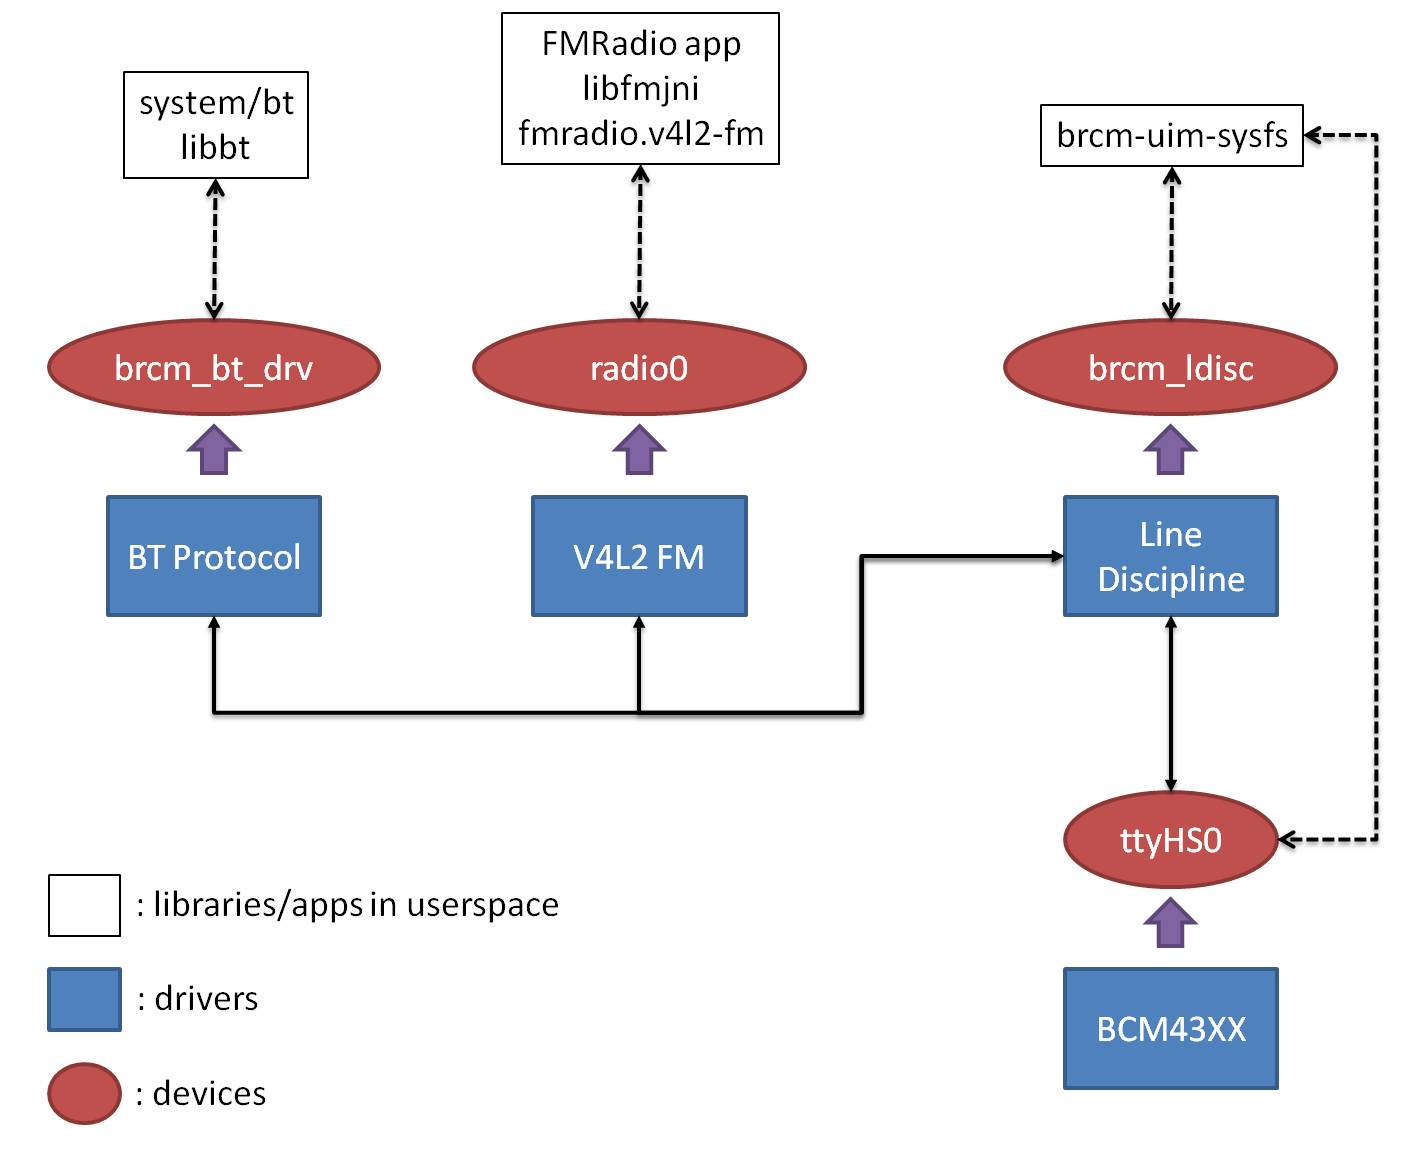 FMRadio app
libfmjni
fmradio.v4l2-fm
system/bt
libbt
brcm-uim-sysfs
brcm_bt_drv
radio0
brcm_ldisc
BT Protocol
V4L2 FM
Line
Discipline
ttyHS0
: libraries/apps in userspace
: drivers
BCM43XX
: devices